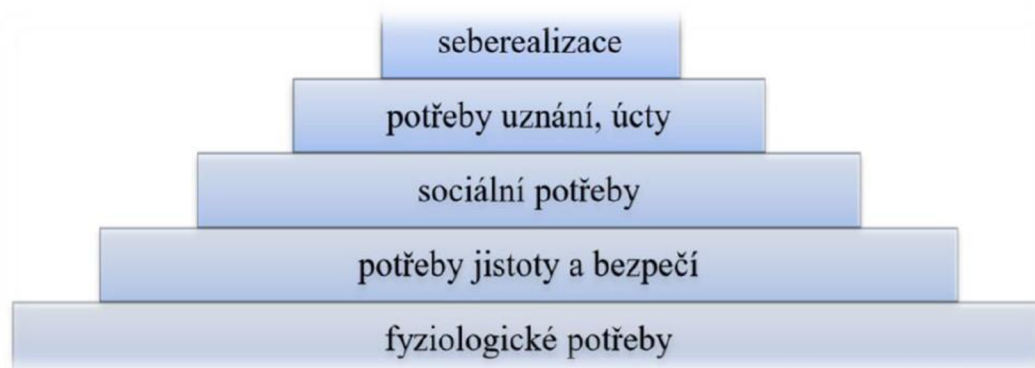 seberealizace
potřeby uznání, úcty
sociální potřeby
potřeby jistoty a bezpečí
fyziologické potřeby